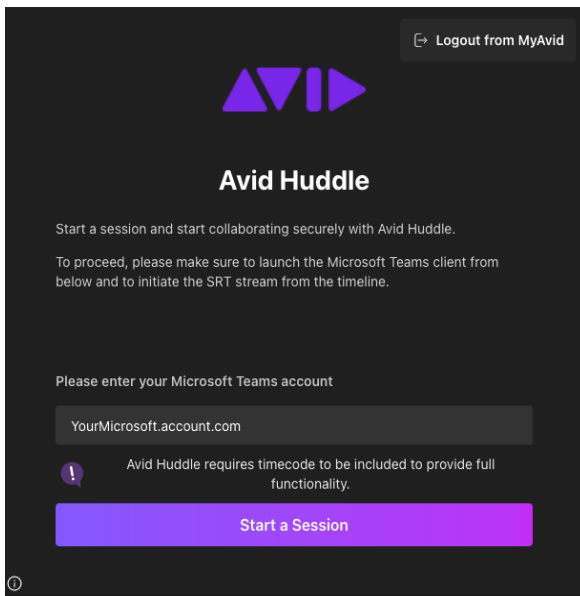 Logout from MyAvid
AVID
Avid Huddle
Start a session and start collaborating securely with Avid Huddle.
To proceed, please make sure to launch the Microsoft Teams client from
below and to initiate the SRT stream from the timeline.
Please enter your Microsoft Teams account
YourMicrosoft.account.com
Avid Huddle requires timecode to be included to provide full
functionality.
Start a Session